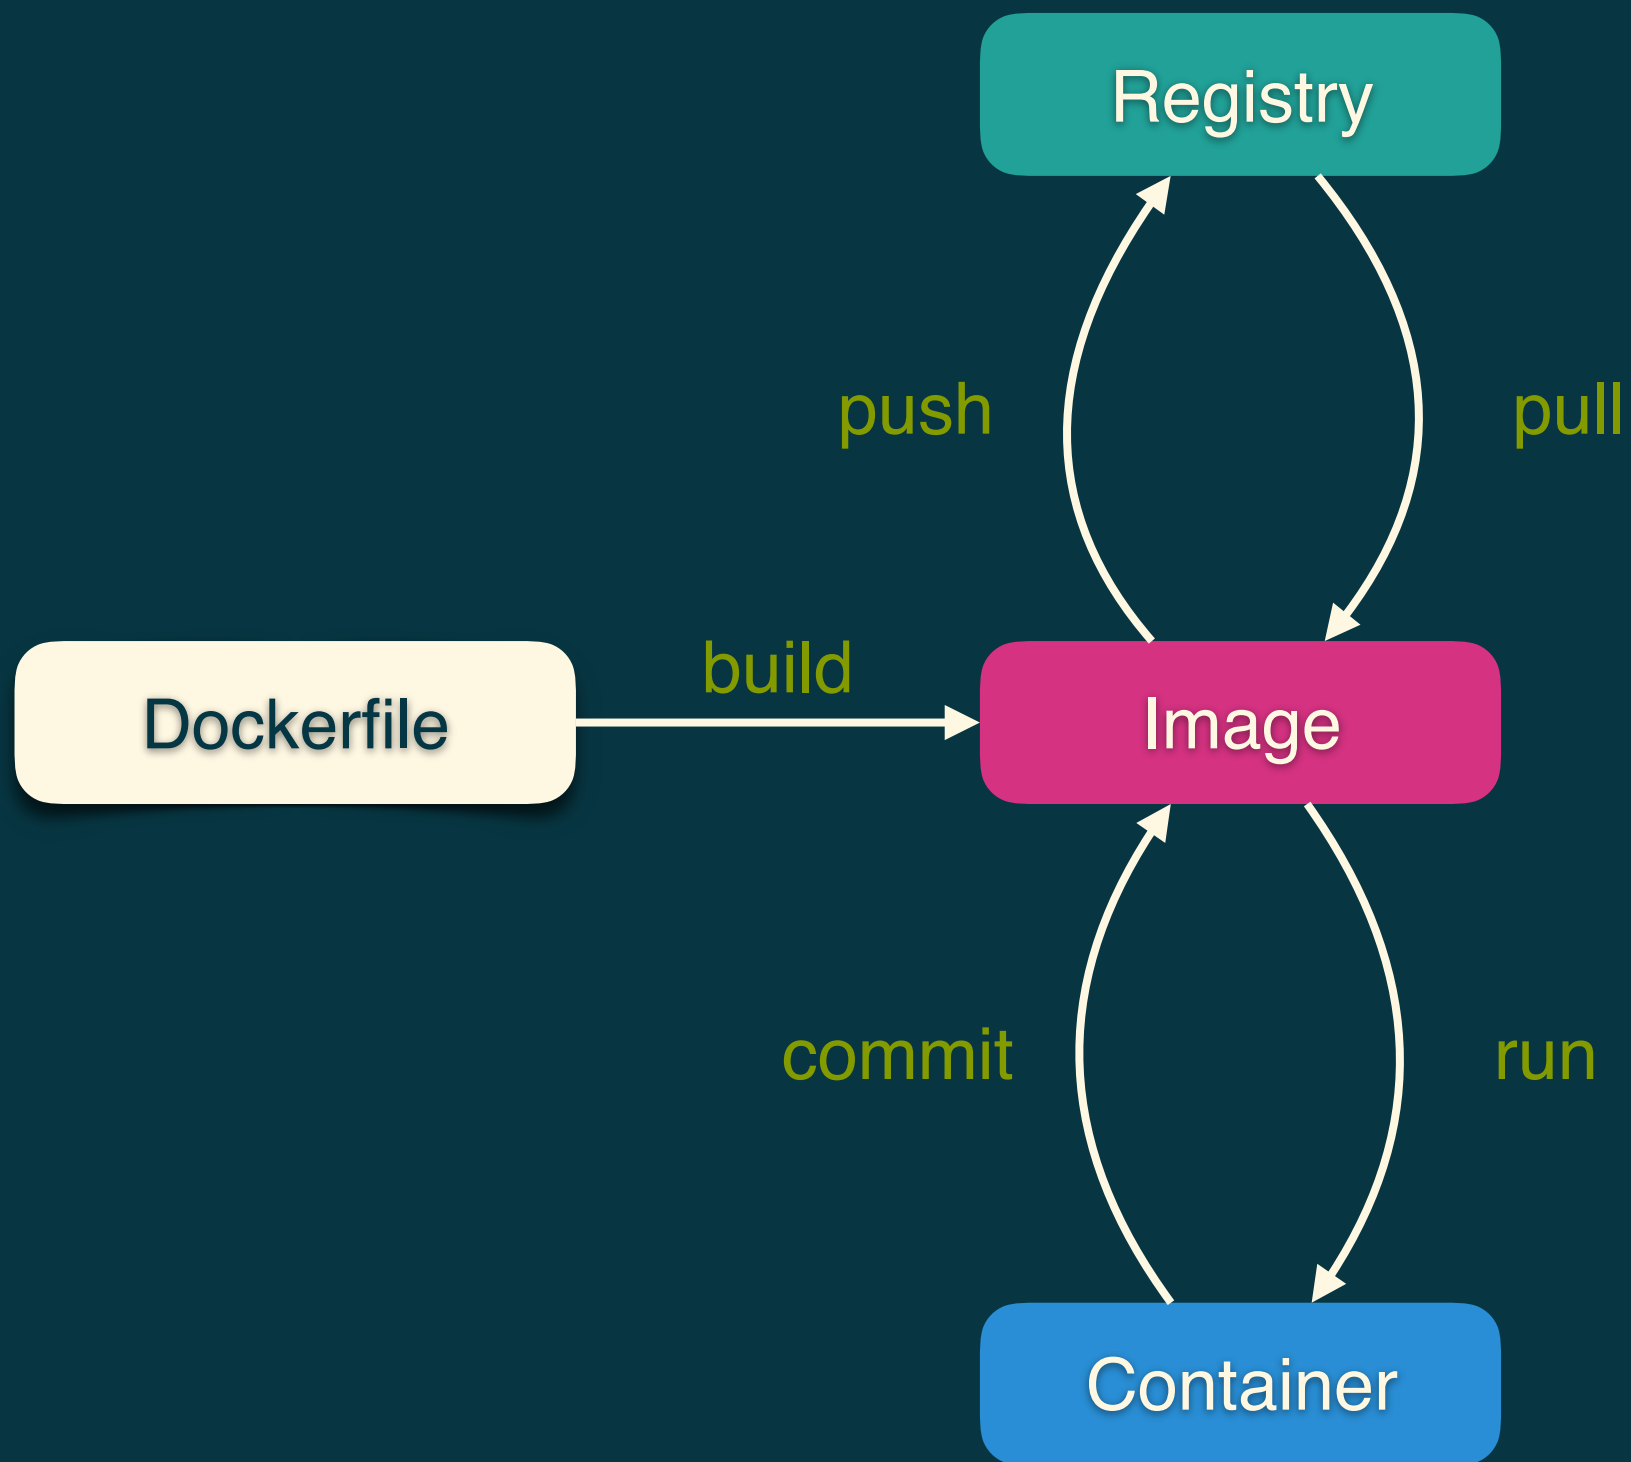 Registry
push
pull
build
Dockerfile
Image
commit
run
Container